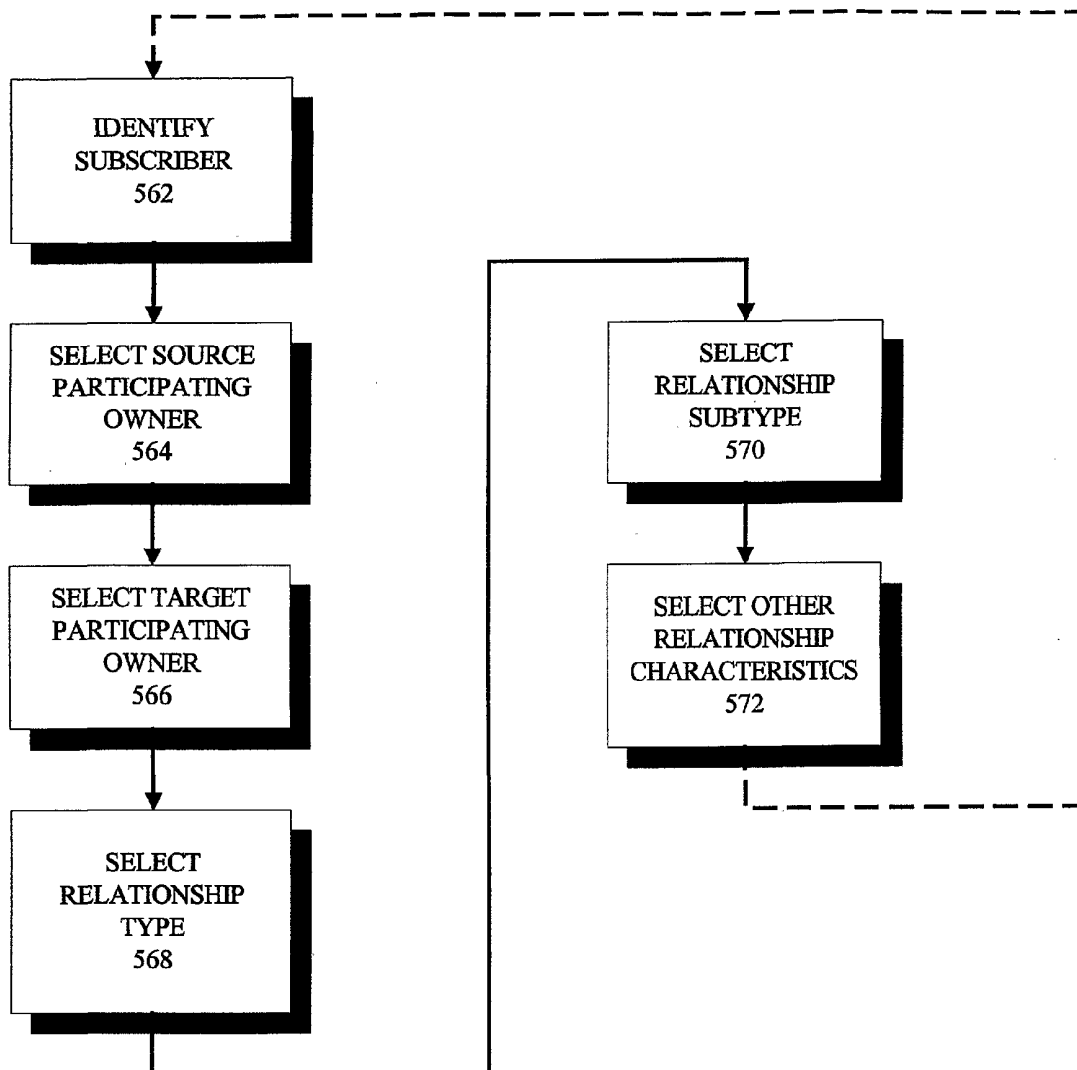 IDENTIFY
SUBSCRIBER
562
SELECT SOURCE
PARTICIPATING
OWNER
564
SELECT TARGET
PARTICIPATING
OWNER
566
SELECT
RELATIONSHIP
TYPE
568
SELECT
RELATIONSHIP
SUBTYPE
570
SELECT OTHER
RELATIONSHIP
CHARACTERISTICS
572